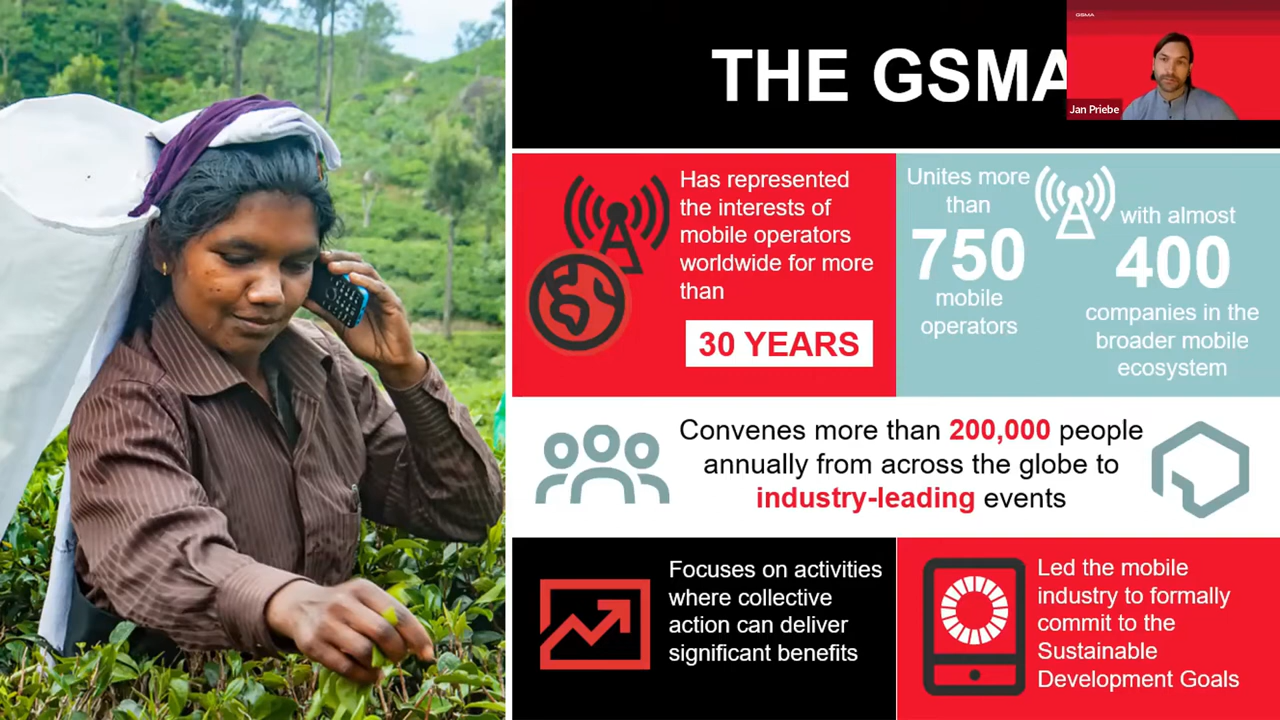 THE GSMA
GSMA
Jan Priebe
Has represented
the interests of
mobile operators
worldwide for more
than
30 YEARS
Unites more
than
750
mobile
operators
with almost
400
companies in the
broader mobile
ecosystem
Convenes more than 200,000 people
annually from across the globe to
industry-leading events
Focuses on activities
where collective
action can deliver
significant benefits
Led the mobile
industry to formally
commit to the
Sustainable
Development Goals